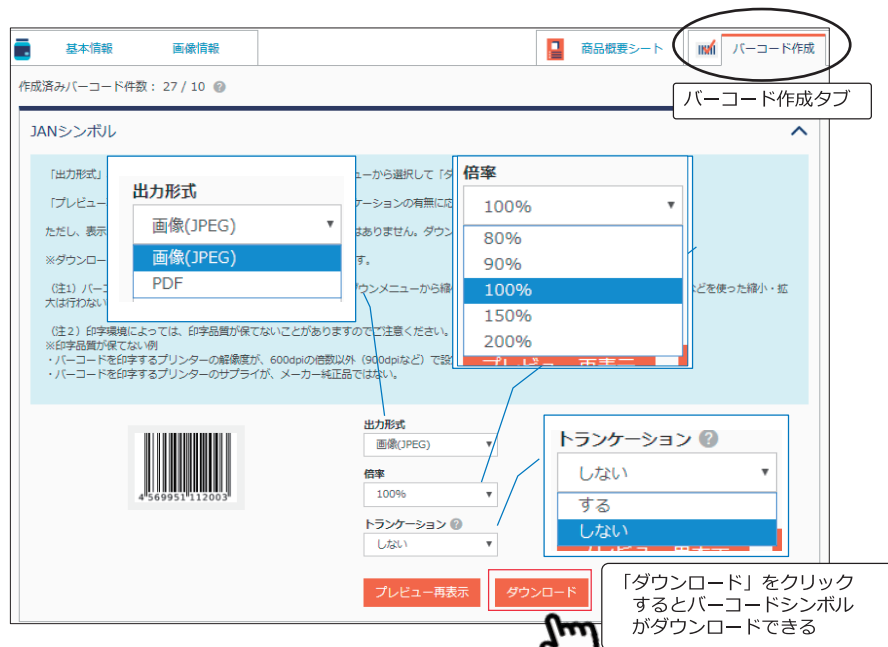 基本情報
画像情報
商品概要シート
バーコード作成
作成済みバーコード件数： 27 / 10
バーコード作成タブ
JANシンボル
「出力形式」
ューから選択して「ダ
「プレビュー
ケーションの有無に応
ただし、表示
はありません。ダウン
※ダウンロー
す。
（注1）バーコ
ダウンメニューから縮
などを使った縮小・拡
大は行わない
（注２）印字環境によっては、印字品質が保てないことがありますのでご注意ください。
※印字品質が保てない例
・バーコードを印字するプリンターの解像度が、600dpiの倍数以外（900dpiなど）で設
・バーコードを印字するプリンターのサプライが、メーカー純正品ではない。
出力形式
画像(JPEG)
画像(JPEG)
PDF
倍率
100%
80%
90%
100%
150%
200%
プレビュー再表示
4 569951 112003
出力形式
画像(JPEG)
倍率
100%
トランケーション
しない
トランケーション
しない
する
しない
プレビュー再表示
プレビュー再表示
ダウンロード
「ダウンロード」をクリック
するとバーコードシンボル
がダウンロードできる